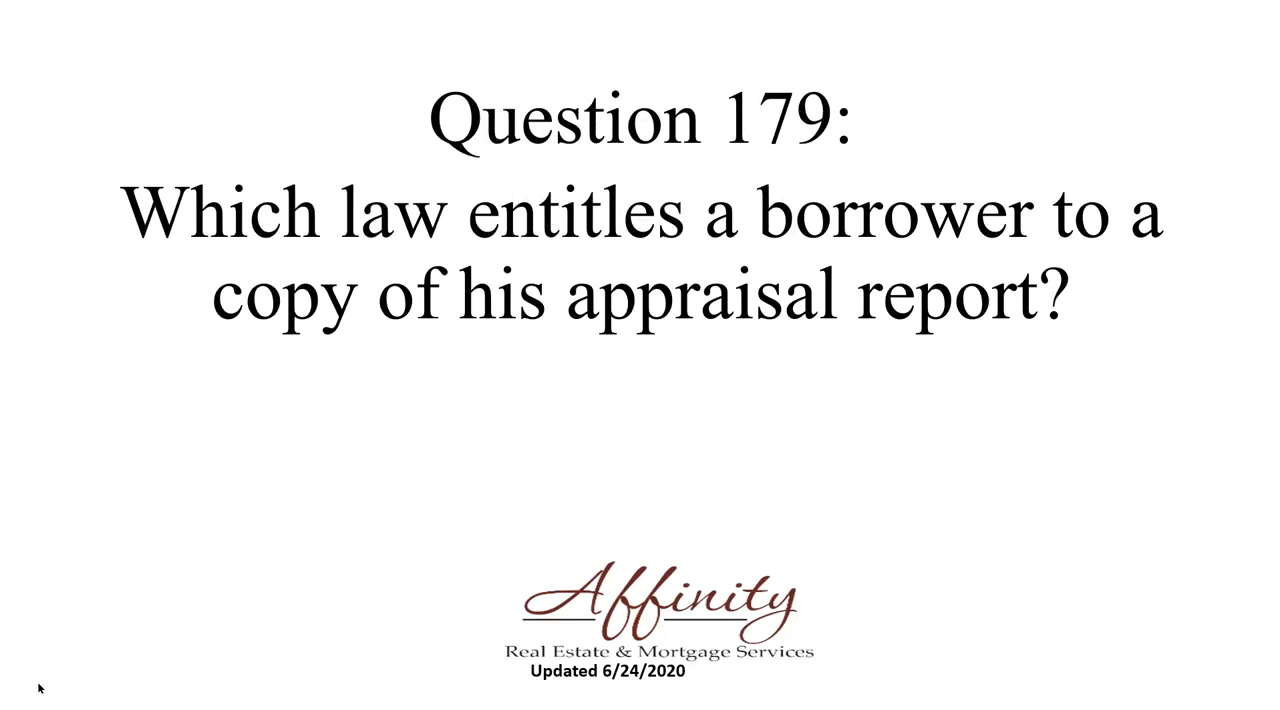 Question 179:
Which law entitles a borrower to a
copy of his appraisal report?
Affinity
Real Estate & Mortgage Services
Updated 6/24/2020